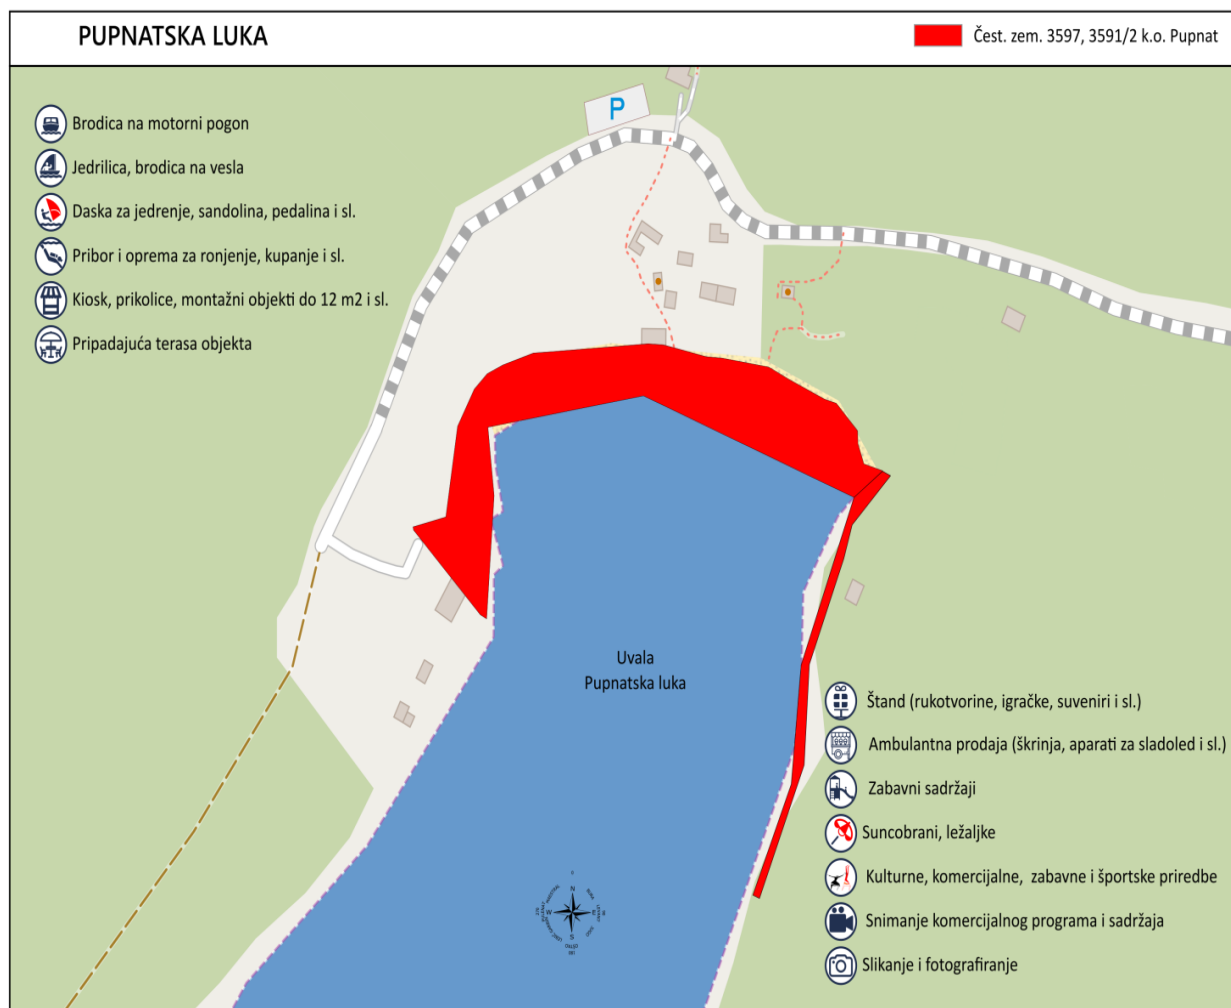 PUPNATSKA LUKA
Čest. zem. 3597, 3591/2 k.o. Pupnat
P
Brodica na motorni pogon
Jedrilica, brodica na vesla
Daska za jedrenje, sandolina, pedalina i sl.
Pribor i oprema za ronjenje, kupanje i sl.
Kiosk, prikolice, montažni objekti do 12 m2 i sl.
Pripadajuća terasa objekta
Uvala
Pupnatska luka
Štand (rukotvorine, igračke, suveniri i sl.)
Ambulantna prodaja (škrinja, aparati za sladoled i sl.)
Zabavni sadržaji
Suncobrani, ležaljke
Kulturne, komercijalne, zabavne i športske priredbe
Snimanje komercijalnog programa i sadržaja
Slikanje i fotografiranje
N
W
E
S